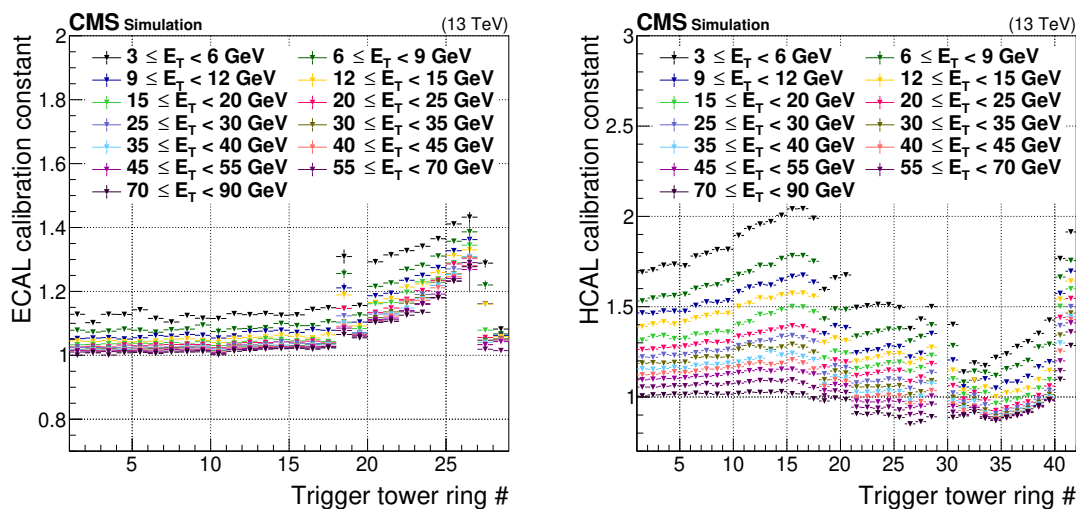 CMS Simulation (13 TeV)
ECAL calibration constant
2
1.8
1.6
1.4
1.2
1
0.8
3 ≤ E_T < 6 GeV 6 ≤ E_T < 9 GeV
9 ≤ E_T < 12 GeV 12 ≤ E_T < 15 GeV
15 ≤ E_T < 20 GeV 20 ≤ E_T < 25 GeV
25 ≤ E_T < 30 GeV 30 ≤ E_T < 35 GeV
35 ≤ E_T < 40 GeV 40 ≤ E_T < 45 GeV
45 ≤ E_T < 55 GeV 55 ≤ E_T < 70 GeV
70 ≤ E_T < 90 GeV
5 10 15 20 25
Trigger tower ring #
CMS Simulation (13 TeV)
HCAL calibration constant
3
2.5
2
1.5
1
3 ≤ E_T < 6 GeV 6 ≤ E_T < 9 GeV
9 ≤ E_T < 12 GeV 12 ≤ E_T < 15 GeV
15 ≤ E_T < 20 GeV 20 ≤ E_T < 25 GeV
25 ≤ E_T < 30 GeV 30 ≤ E_T < 35 GeV
35 ≤ E_T < 40 GeV 40 ≤ E_T < 45 GeV
45 ≤ E_T < 55 GeV 55 ≤ E_T < 70 GeV
70 ≤ E_T < 90 GeV
5 10 15 20 25 30 35 40
Trigger tower ring #